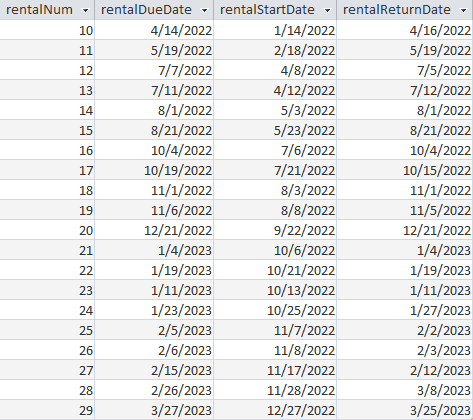 rentalNum rentalDueDate rentalStartDate rentalReturnDate
10 4/14/2022 1/14/2022 4/16/2022
11 5/19/2022 2/18/2022 5/19/2022
12 7/7/2022 4/8/2022 7/5/2022
13 7/11/2022 4/12/2022 7/12/2022
14 8/1/2022 5/3/2022 8/1/2022
15 8/21/2022 5/23/2022 8/21/2022
16 10/4/2022 7/6/2022 10/4/2022
17 10/19/2022 7/21/2022 10/15/2022
18 11/1/2022 8/3/2022 11/1/2022
19 11/6/2022 8/8/2022 11/5/2022
20 12/21/2022 9/22/2022 12/21/2022
21 1/4/2023 10/6/2022 1/4/2023
22 1/19/2023 10/21/2022 1/19/2023
23 1/11/2023 10/13/2022 1/11/2023
24 1/23/2023 10/25/2022 1/27/2023
25 2/5/2023 11/7/2022 2/2/2023
26 2/6/2023 11/8/2022 2/3/2023
27 2/15/2023 11/17/2022 2/12/2023
28 2/26/2023 11/28/2022 3/8/2023
29 3/27/2023 12/27/2022 3/25/2023